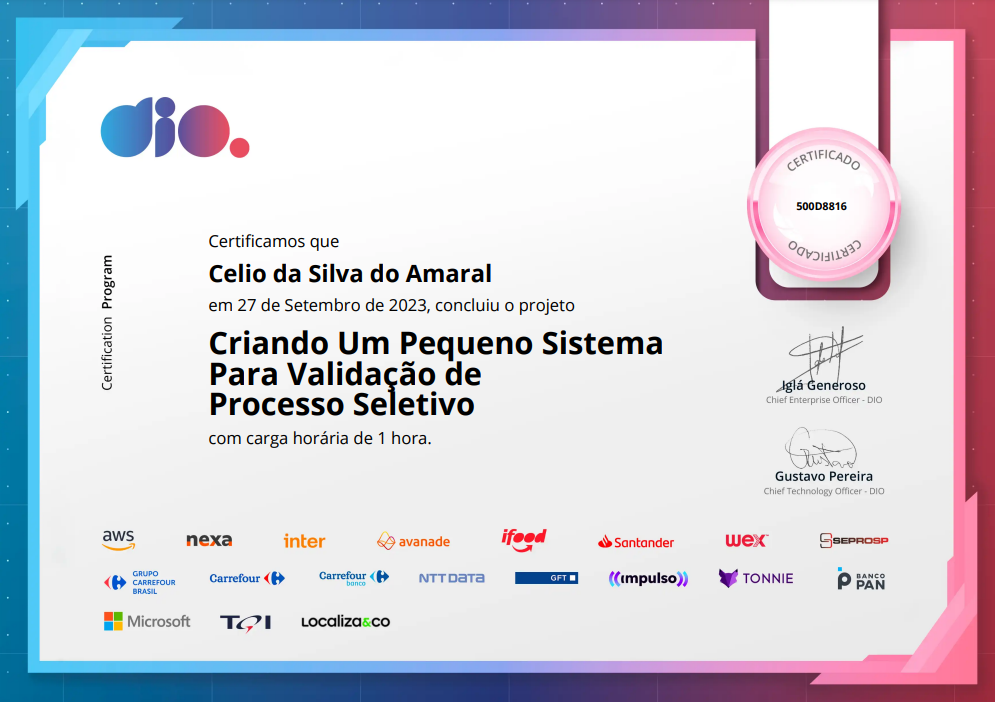 dio.
CERTIFICADO
500D8816
CERTIFICADO
Certification Program
Certificamos que
Celio da Silva do Amaral
em 27 de Setembro de 2023, concluiu o projeto
Criando Um Pequeno Sistema
Para Validação de
Processo Seletivo
com carga horária de 1 hora.
Iglá Generoso
Chief Enterprise Officer - DIO
Gustavo Pereira
Chief Technology Officer - DIO
aws nexa inter avanade ifood Santander wex SEPROSP
GRUPO
CARREFOUR
BRASIL
Carrefour
Carrefour
banco
NTT DATA GFT impulso TONNIE
BANCO
PAN
Microsoft TQI LOCALIZA&CO